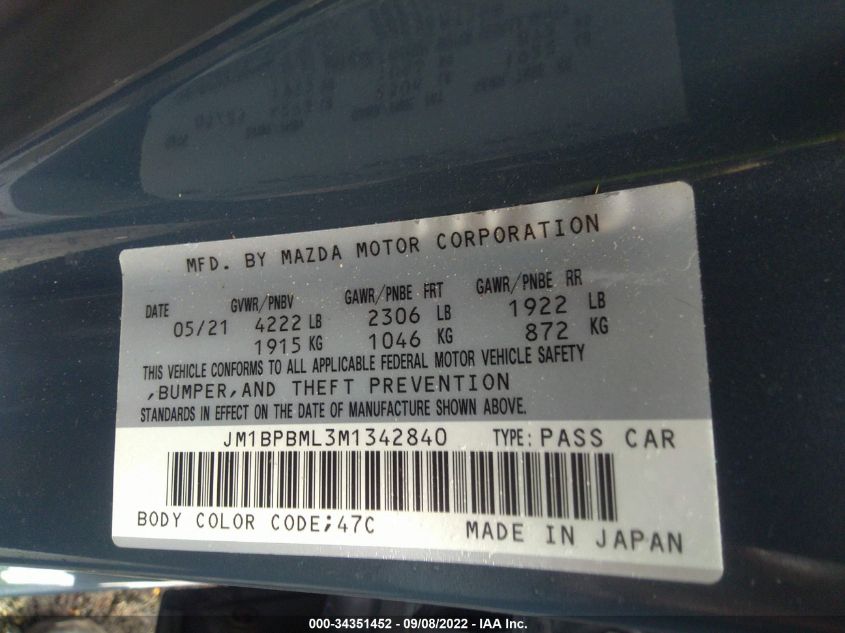 MFD. BY MAZDA MOTOR CORPORATION
DATE GVWR/PNBV GAWR/PNBE FRT GAWR/PNBE RR
05/21 4222 LB 2306 LB 1922 LB
1915 KG 1046 KG 872 KG
THIS VEHICLE CONFORMS TO ALL APPLICABLE FEDERAL MOTOR VEHICLE SAFETY
,BUMPER,AND THEFT PREVENTION
STANDARDS IN EFFECT ON THE DATE OF MANUFACTURE SHOWN ABOVE.
JM1BPBML3M1342840 TYPE: PASS CAR
BODY COLOR CODE;47C MADE IN JAPAN
000-34351452 - 09/08/2022 - IAA Inc.